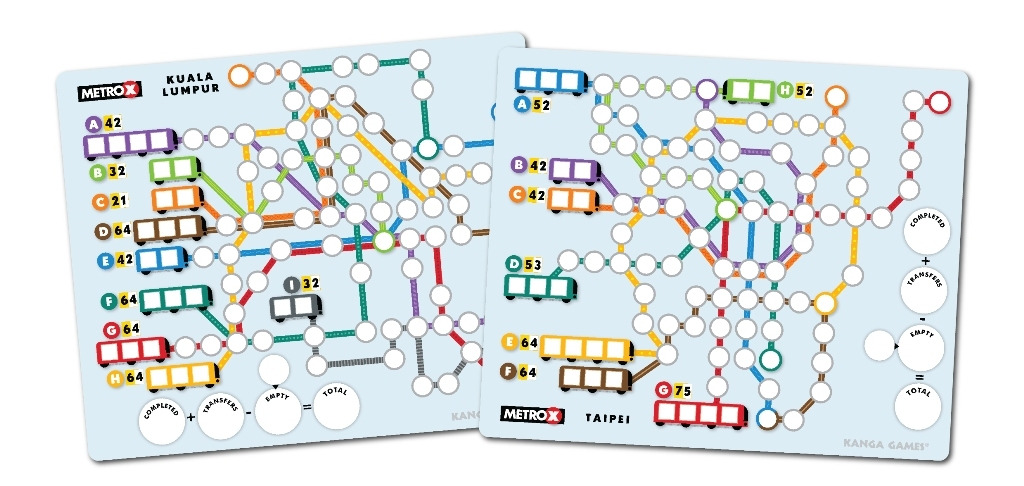 METRO X
KUALA
LUMPUR
A 42
B 32
C 21
D 64
E 42
F 64
G 64
H 64
I 32
COMPLETED + TRANSFERS - EMPTY = TOTAL
A 52
H 52
B 42
C 42
D 53
E 64
F 64
G 75
COMPLETED
+
TRANSFERS
-
EMPTY
=
TOTAL
METRO X TAIPEI
KANGA GAMES